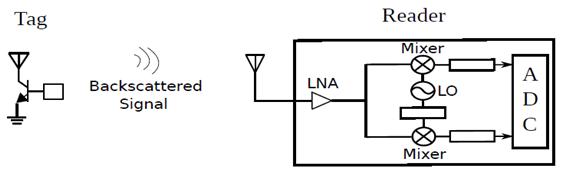 Tag
Reader
Backscattered
Signal
LNA
Mixer
LO
Mixer
A
D
C